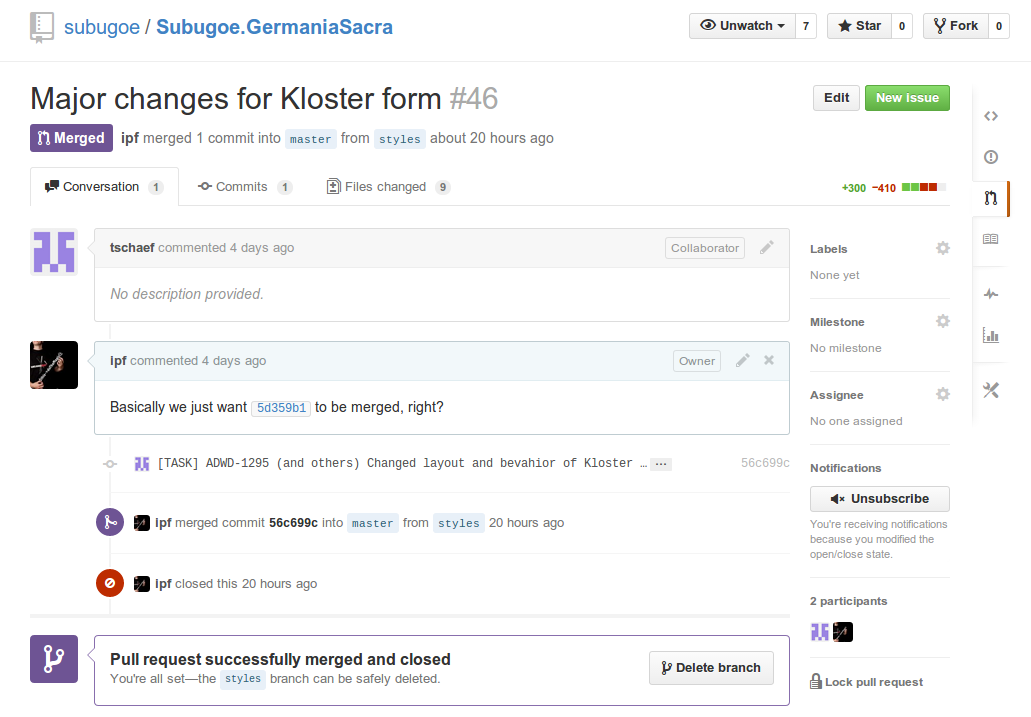 subugoe / Subugoe.GermaniaSacra
Unwatch 7 Star 0 Fork 0
Major changes for Kloster form #46
Edit New issue
Merged ipf merged 1 commit into master from styles about 20 hours ago
Conversation 1 Commits 1 Files changed 9
+300 −410
tschaef commented 4 days ago Collaborator
No description provided.
ipf commented 4 days ago Owner
Basically we just want 5d359b1 to be merged, right?
[TASK] ADWD-1295 (and others) Changed layout and bevahior of Kloster … ... 56c699c
ipf merged commit 56c699c into master from styles 20 hours ago
ipf closed this 20 hours ago
Pull request successfully merged and closed
You're all set—the styles branch can be safely deleted.
Delete branch
Labels
None yet
Milestone
No milestone
Assignee
No one assigned
Notifications
Unsubscribe
You're receiving notifications
because you modified the
open/close state.
2 participants
Lock pull request